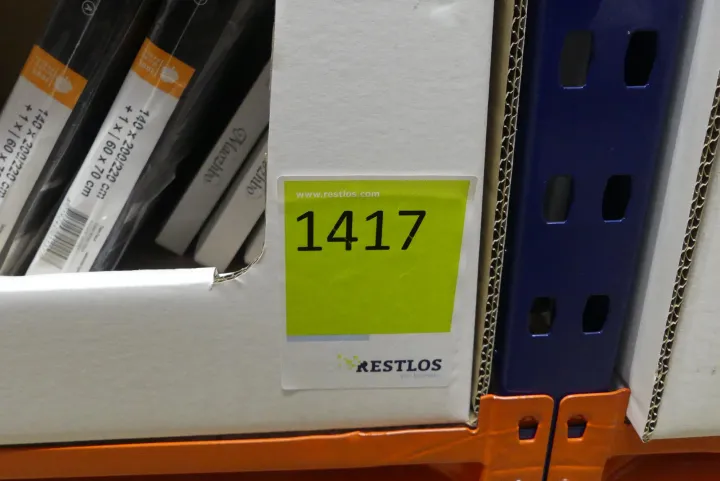 140 x 200/220 cm
+ 1 x | 60 x 70 cm
140 x 200/220 cm
+ 1 x | 60 x 70 cm
www.restlos.com
1417
RESTLOS